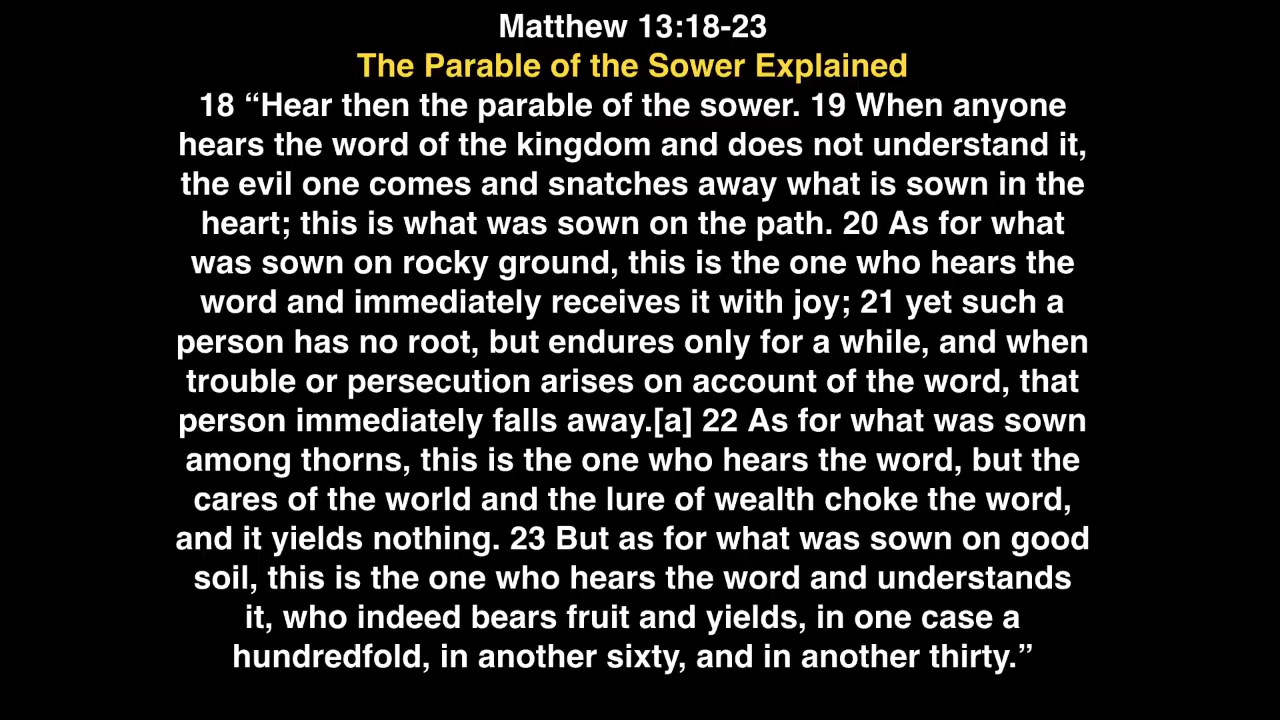 Matthew 13:18-23
The Parable of the Sower Explained
18 “Hear then the parable of the sower. 19 When anyone
hears the word of the kingdom and does not understand it,
the evil one comes and snatches away what is sown in the
heart; this is what was sown on the path. 20 As for what
was sown on rocky ground, this is the one who hears the
word and immediately receives it with joy; 21 yet such a
person has no root, but endures only for a while, and when
trouble or persecution arises on account of the word, that
person immediately falls away.[a] 22 As for what was sown
among thorns, this is the one who hears the word, but the
cares of the world and the lure of wealth choke the word,
and it yields nothing. 23 But as for what was sown on good
soil, this is the one who hears the word and understands
it, who indeed bears fruit and yields, in one case a
hundredfold, in another sixty, and in another thirty.”